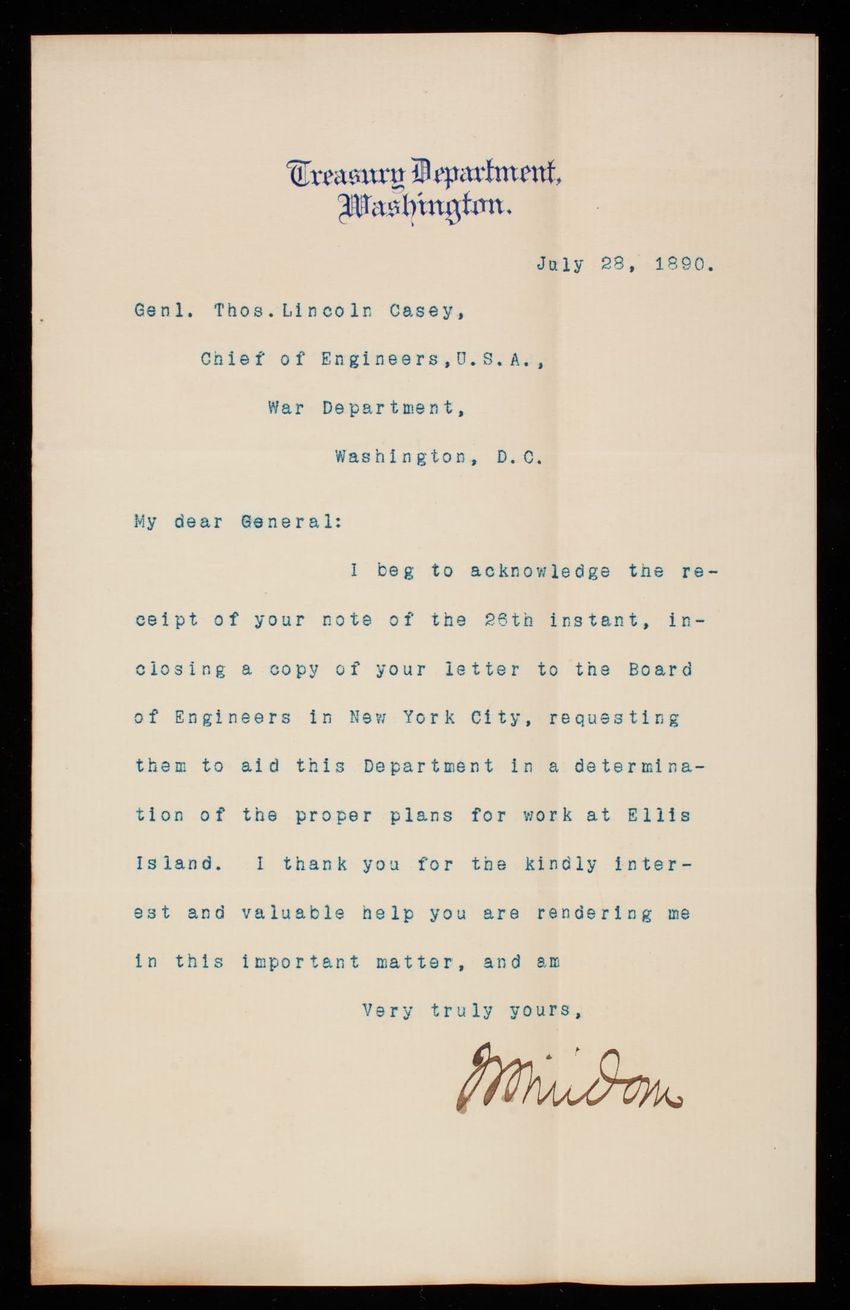 Treasury Department,
Washington.
July 28, 1890.
Genl. Thos. Lincoln Casey,
Chief of Engineers, U.S.A.,
War Department,
Washington, D.C.
My dear General:
I beg to acknowledge the re-
ceipt of your note of the 26th instant, in-
closing a copy of your letter to the Board
of Engineers in New York City, requesting
them to aid this Department in a determina-
tion of the proper plans for work at Ellis
Island. I thank you for the kindly inter-
est and valuable help you are rendering me
in this important matter, and am
Very truly yours,
W Windom